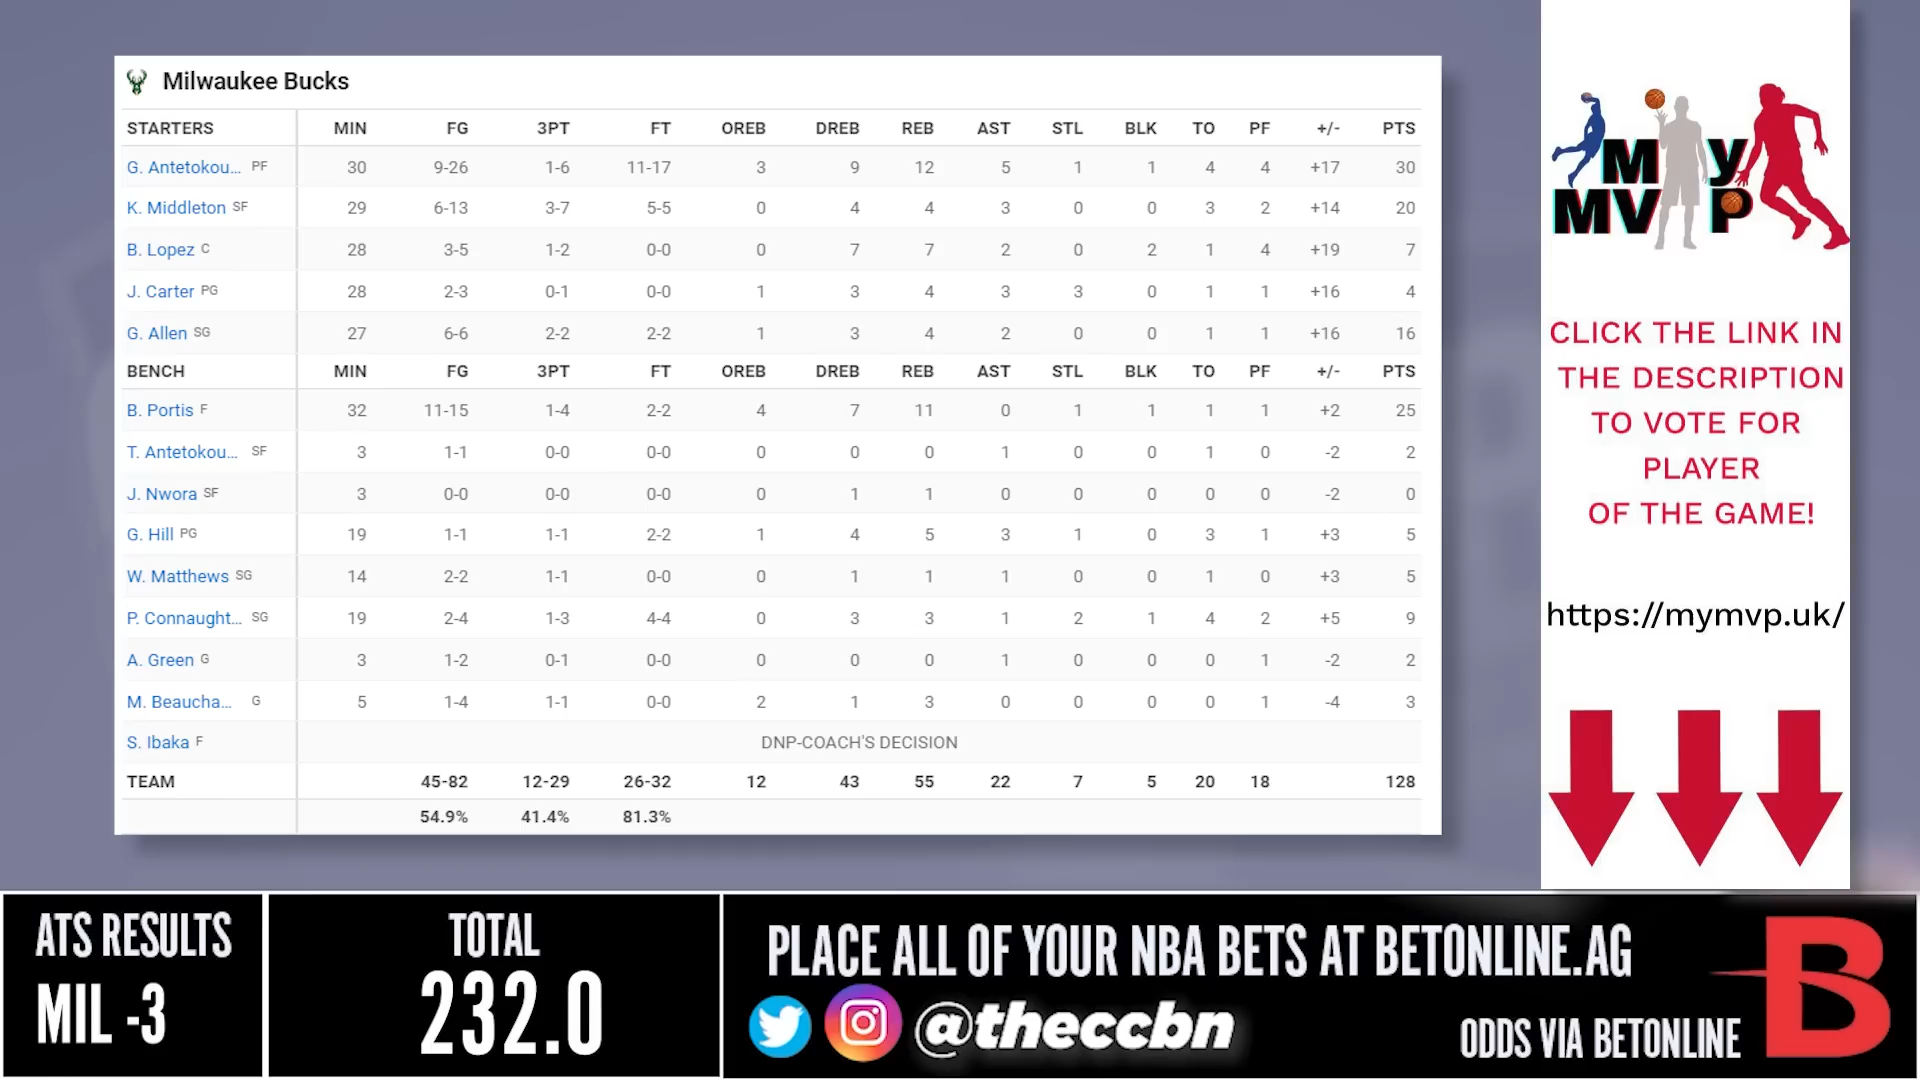 Milwaukee Bucks
STARTERS MIN FG 3PT FT OREB DREB REB AST STL BLK TO PF +/- PTS
G. Antetokou... PF 30 9-26 1-6 11-17 3 9 12 5 1 1 4 4 +17 30
K. Middleton SF 29 6-13 3-7 5-5 0 4 4 3 0 0 3 2 +14 20
B. Lopez C 28 3-5 1-2 0-0 0 7 7 2 0 2 1 4 +19 7
J. Carter PG 28 2-3 0-1 0-0 1 3 4 3 3 0 1 1 +16 4
G. Allen SG 27 6-6 2-2 2-2 1 3 4 2 0 0 1 1 +16 16
BENCH MIN FG 3PT FT OREB DREB REB AST STL BLK TO PF +/- PTS
B. Portis F 32 11-15 1-4 2-2 4 7 11 0 1 1 1 1 +2 25
T. Antetokou... SF 3 1-1 0-0 0-0 0 0 0 1 0 0 1 0 -2 2
J. Nwora SF 3 0-0 0-0 0-0 0 1 1 0 0 0 0 0 -2 0
G. Hill PG 19 1-1 1-1 2-2 1 4 5 3 1 0 3 1 +3 5
W. Matthews SG 14 2-2 1-1 0-0 0 1 1 1 0 0 1 0 +3 5
P. Connaught... SG 19 2-4 1-3 4-4 0 3 3 1 2 1 4 2 +5 9
A. Green G 3 1-2 0-1 0-0 0 0 0 1 0 0 0 1 -2 2
M. Beaucha... G 5 1-4 1-1 0-0 2 1 3 0 0 0 0 1 -4 3
S. Ibaka F DNP-COACH'S DECISION
TEAM 45-82 12-29 26-32 12 43 55 22 7 5 20 18 128
54.9% 41.4% 81.3%
My
MVP
CLICK THE LINK IN
THE DESCRIPTION
TO VOTE FOR
PLAYER
OF THE GAME!
https://mymvp.uk/
ATS RESULTS
MIL -3
TOTAL
232.0
PLACE ALL OF YOUR NBA BETS AT BETONLINE.AG
@theccbn
ODDS VIA BETONLINE
B